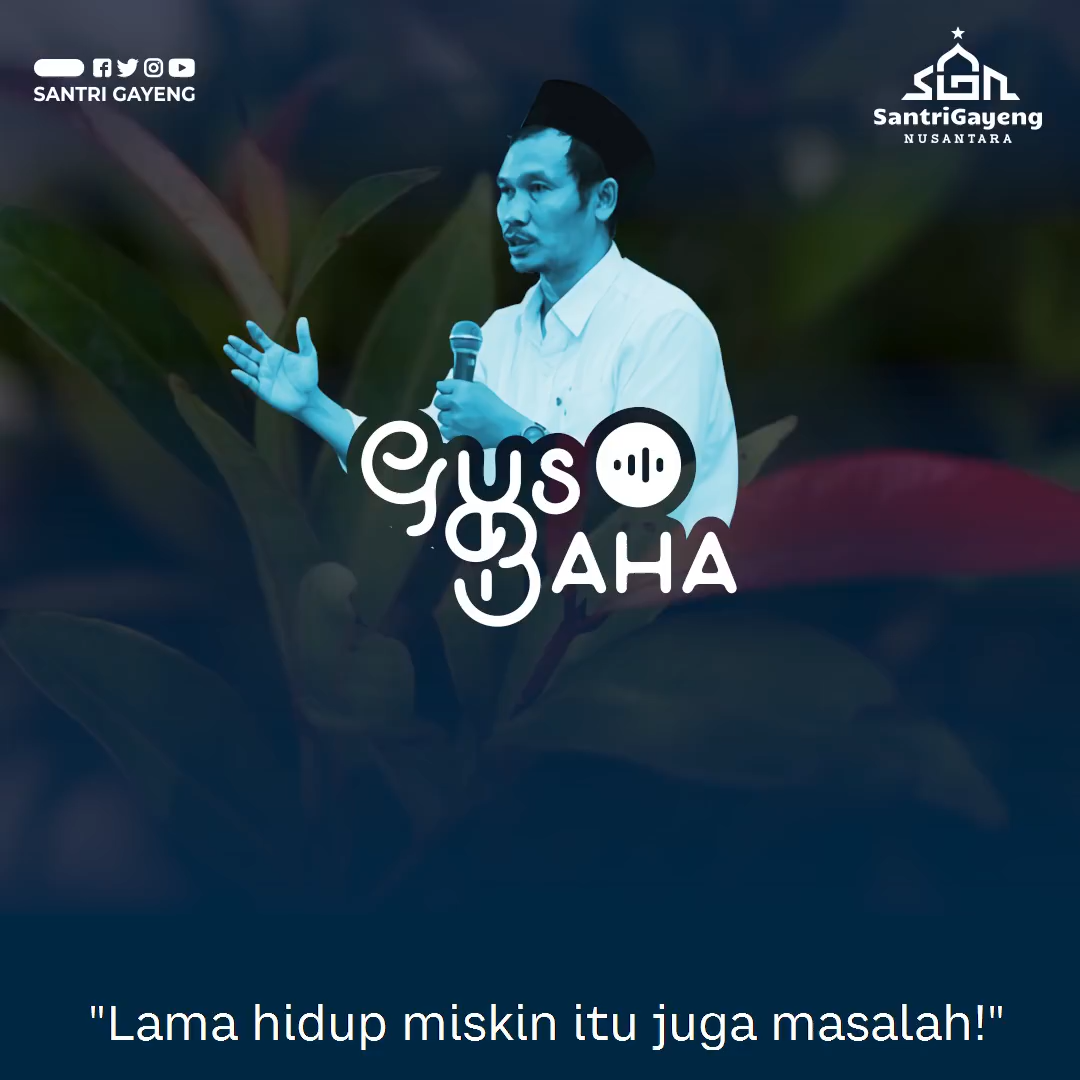 SANTRI GAYENG
SGN
SantriGayeng
NUSANTARA
Gus
BAHA
"Lama hidup miskin itu juga masalah!"